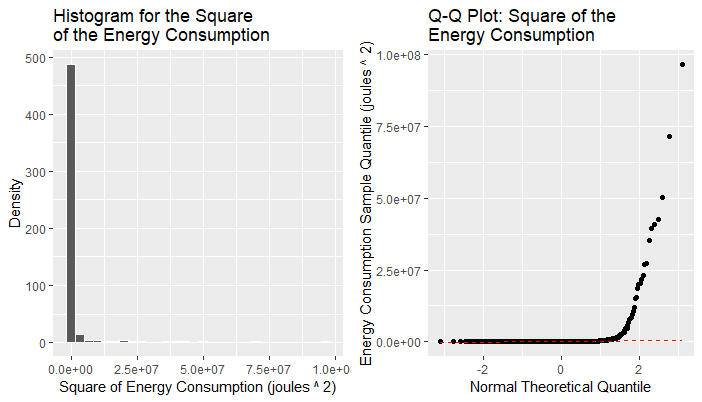 Histogram for the Square
of the Energy Consumption
500
400
300
200
100
0
Density
0.0e+00 2.5e+07 5.0e+07 7.5e+07 1.0e+0
Square of Energy Consumption (joules ^ 2)
Q-Q Plot: Square of the
Energy Consumption
1.0e+08
7.5e+07
5.0e+07
2.5e+07
0.0e+00
Energy Consumption Sample Quantile (joules ^ 2)
-2 0 2
Normal Theoretical Quantile